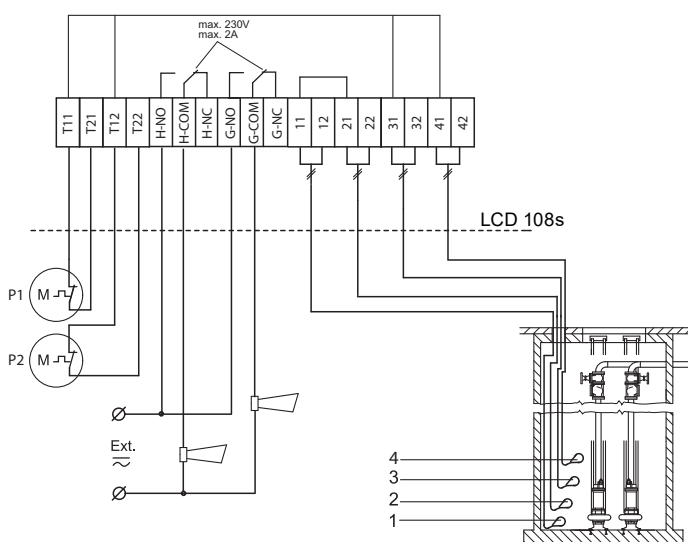 max. 230V
max. 2A
T11 T21 T12 T22 H-NO H-COM H-NC G-NO G-COM G-NC 11 12 21 22 31 32 41 42
LCD 108s
P1 M
P2 M
Ext.
4
3
2
1